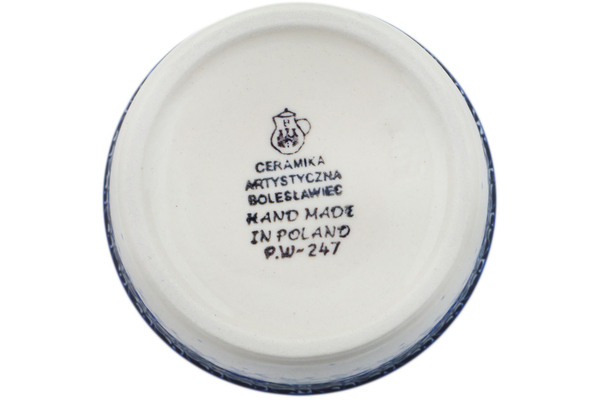 CERAMIKA
ARTYSTYCZNA
BOLESŁAWIEC
HAND MADE
IN POLAND
P.W-247